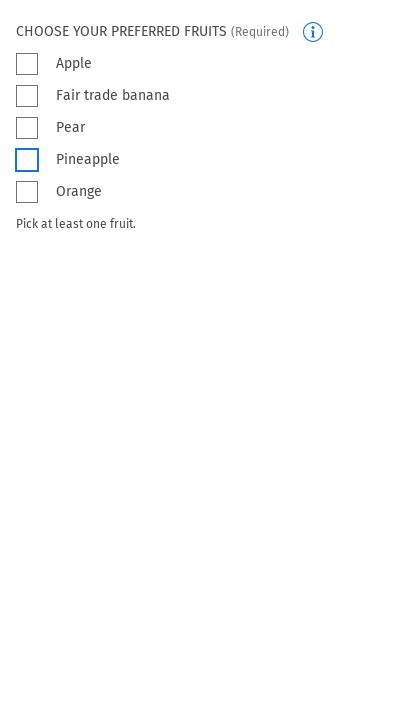 CHOOSE YOUR PREFERRED FRUITS (Required)
Apple
Fair trade banana
Pear
Pineapple
Orange
Pick at least one fruit.